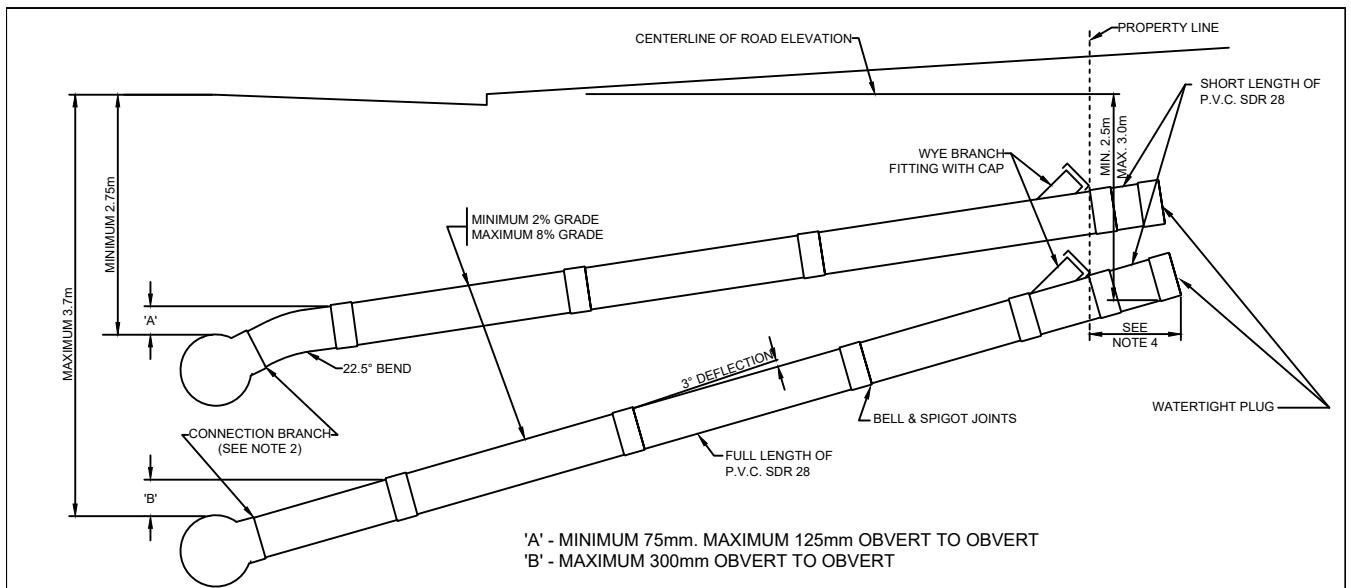 PROPERTY LINE
CENTERLINE OF ROAD ELEVATION
SHORT LENGTH OF
P.V.C. SDR 28
MIN. 2.5m
MAX. 3.0m
WYE BRANCH
FITTING WITH CAP
MINIMUM 2.75m
MAXIMUM 3.7m
MINIMUM 2% GRADE
MAXIMUM 8% GRADE
'A'
22.5° BEND
SEE
NOTE 4
3° DEFLECTION
WATERTIGHT PLUG
BELL & SPIGOT JOINTS
CONNECTION BRANCH
(SEE NOTE 2)
FULL LENGTH OF
P.V.C. SDR 28
'B'
'A' - MINIMUM 75mm. MAXIMUM 125mm OBVERT TO OBVERT
'B' - MAXIMUM 300mm OBVERT TO OBVERT